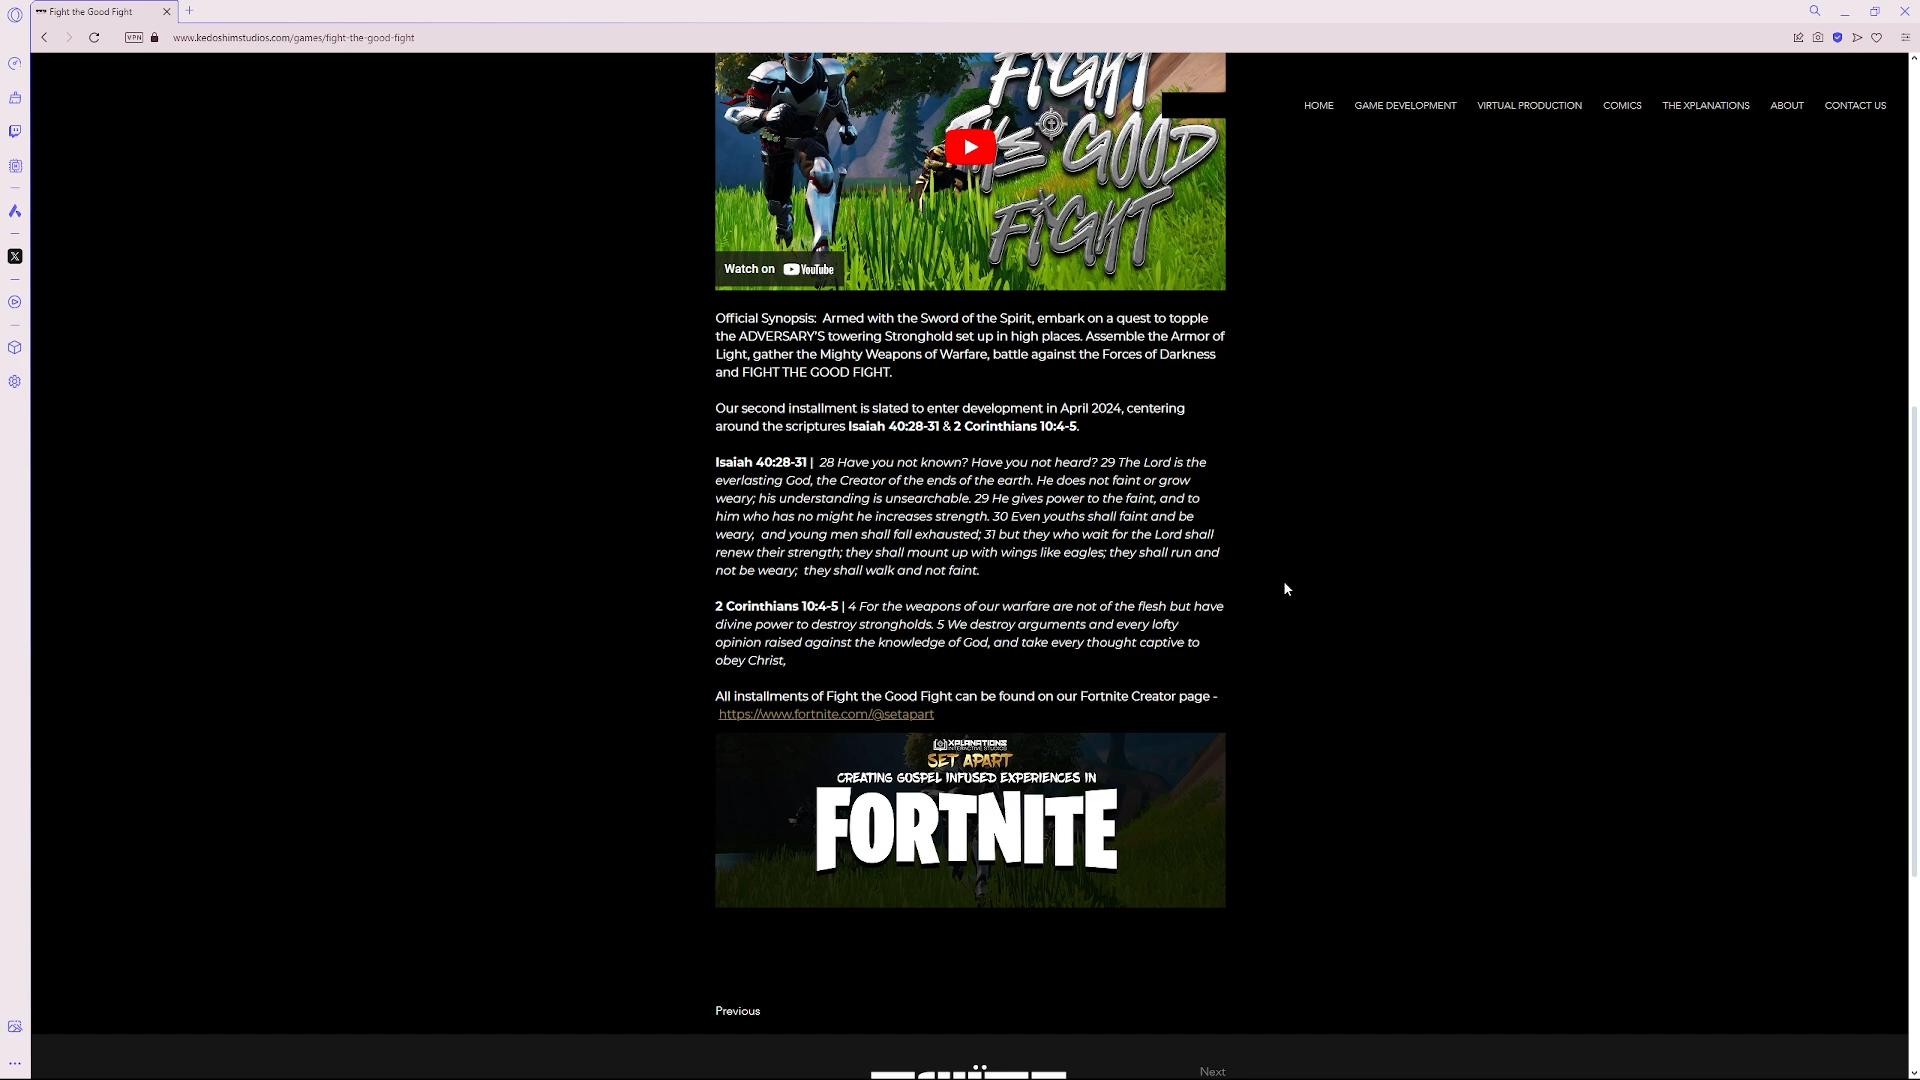 Fight the Good Fight
VPN
www.kedoshimstudios.com/games/fight-the-good-fight
HOME GAME DEVELOPMENT VIRTUAL PRODUCTION COMICS THE XPLANATIONS ABOUT CONTACT US
FIGHT
THE GOOD
FIGHT
Watch on YouTube
Official Synopsis: Armed with the Sword of the Spirit, embark on a quest to topple
the ADVERSARY'S towering Stronghold set up in high places. Assemble the Armor of
Light, gather the Mighty Weapons of Warfare, battle against the Forces of Darkness
and FIGHT THE GOOD FIGHT.
Our second installment is slated to enter development in April 2024, centering
around the scriptures Isaiah 40:28-31 & 2 Corinthians 10:4-5.
Isaiah 40:28-31 | 28 Have you not known? Have you not heard? 29 The Lord is the
everlasting God, the Creator of the ends of the earth. He does not faint or grow
weary; his understanding is unsearchable. 29 He gives power to the faint, and to
him who has no might he increases strength. 30 Even youths shall faint and be
weary, and young men shall fall exhausted; 31 but they who wait for the Lord shall
renew their strength; they shall mount up with wings like eagles; they shall run and
not be weary; they shall walk and not faint.
2 Corinthians 10:4-5 | 4 For the weapons of our warfare are not of the flesh but have
divine power to destroy strongholds. 5 We destroy arguments and every lofty
opinion raised against the knowledge of God, and take every thought captive to
obey Christ,
All installments of Fight the Good Fight can be found on our Fortnite Creator page -
https://www.fortnite.com/@setapart
XPLANATIONS
INTERACTIVE STUDIOS
SET APART
CREATING GOSPEL INFUSED EXPERIENCES IN
FORTNITE
Previous
Next